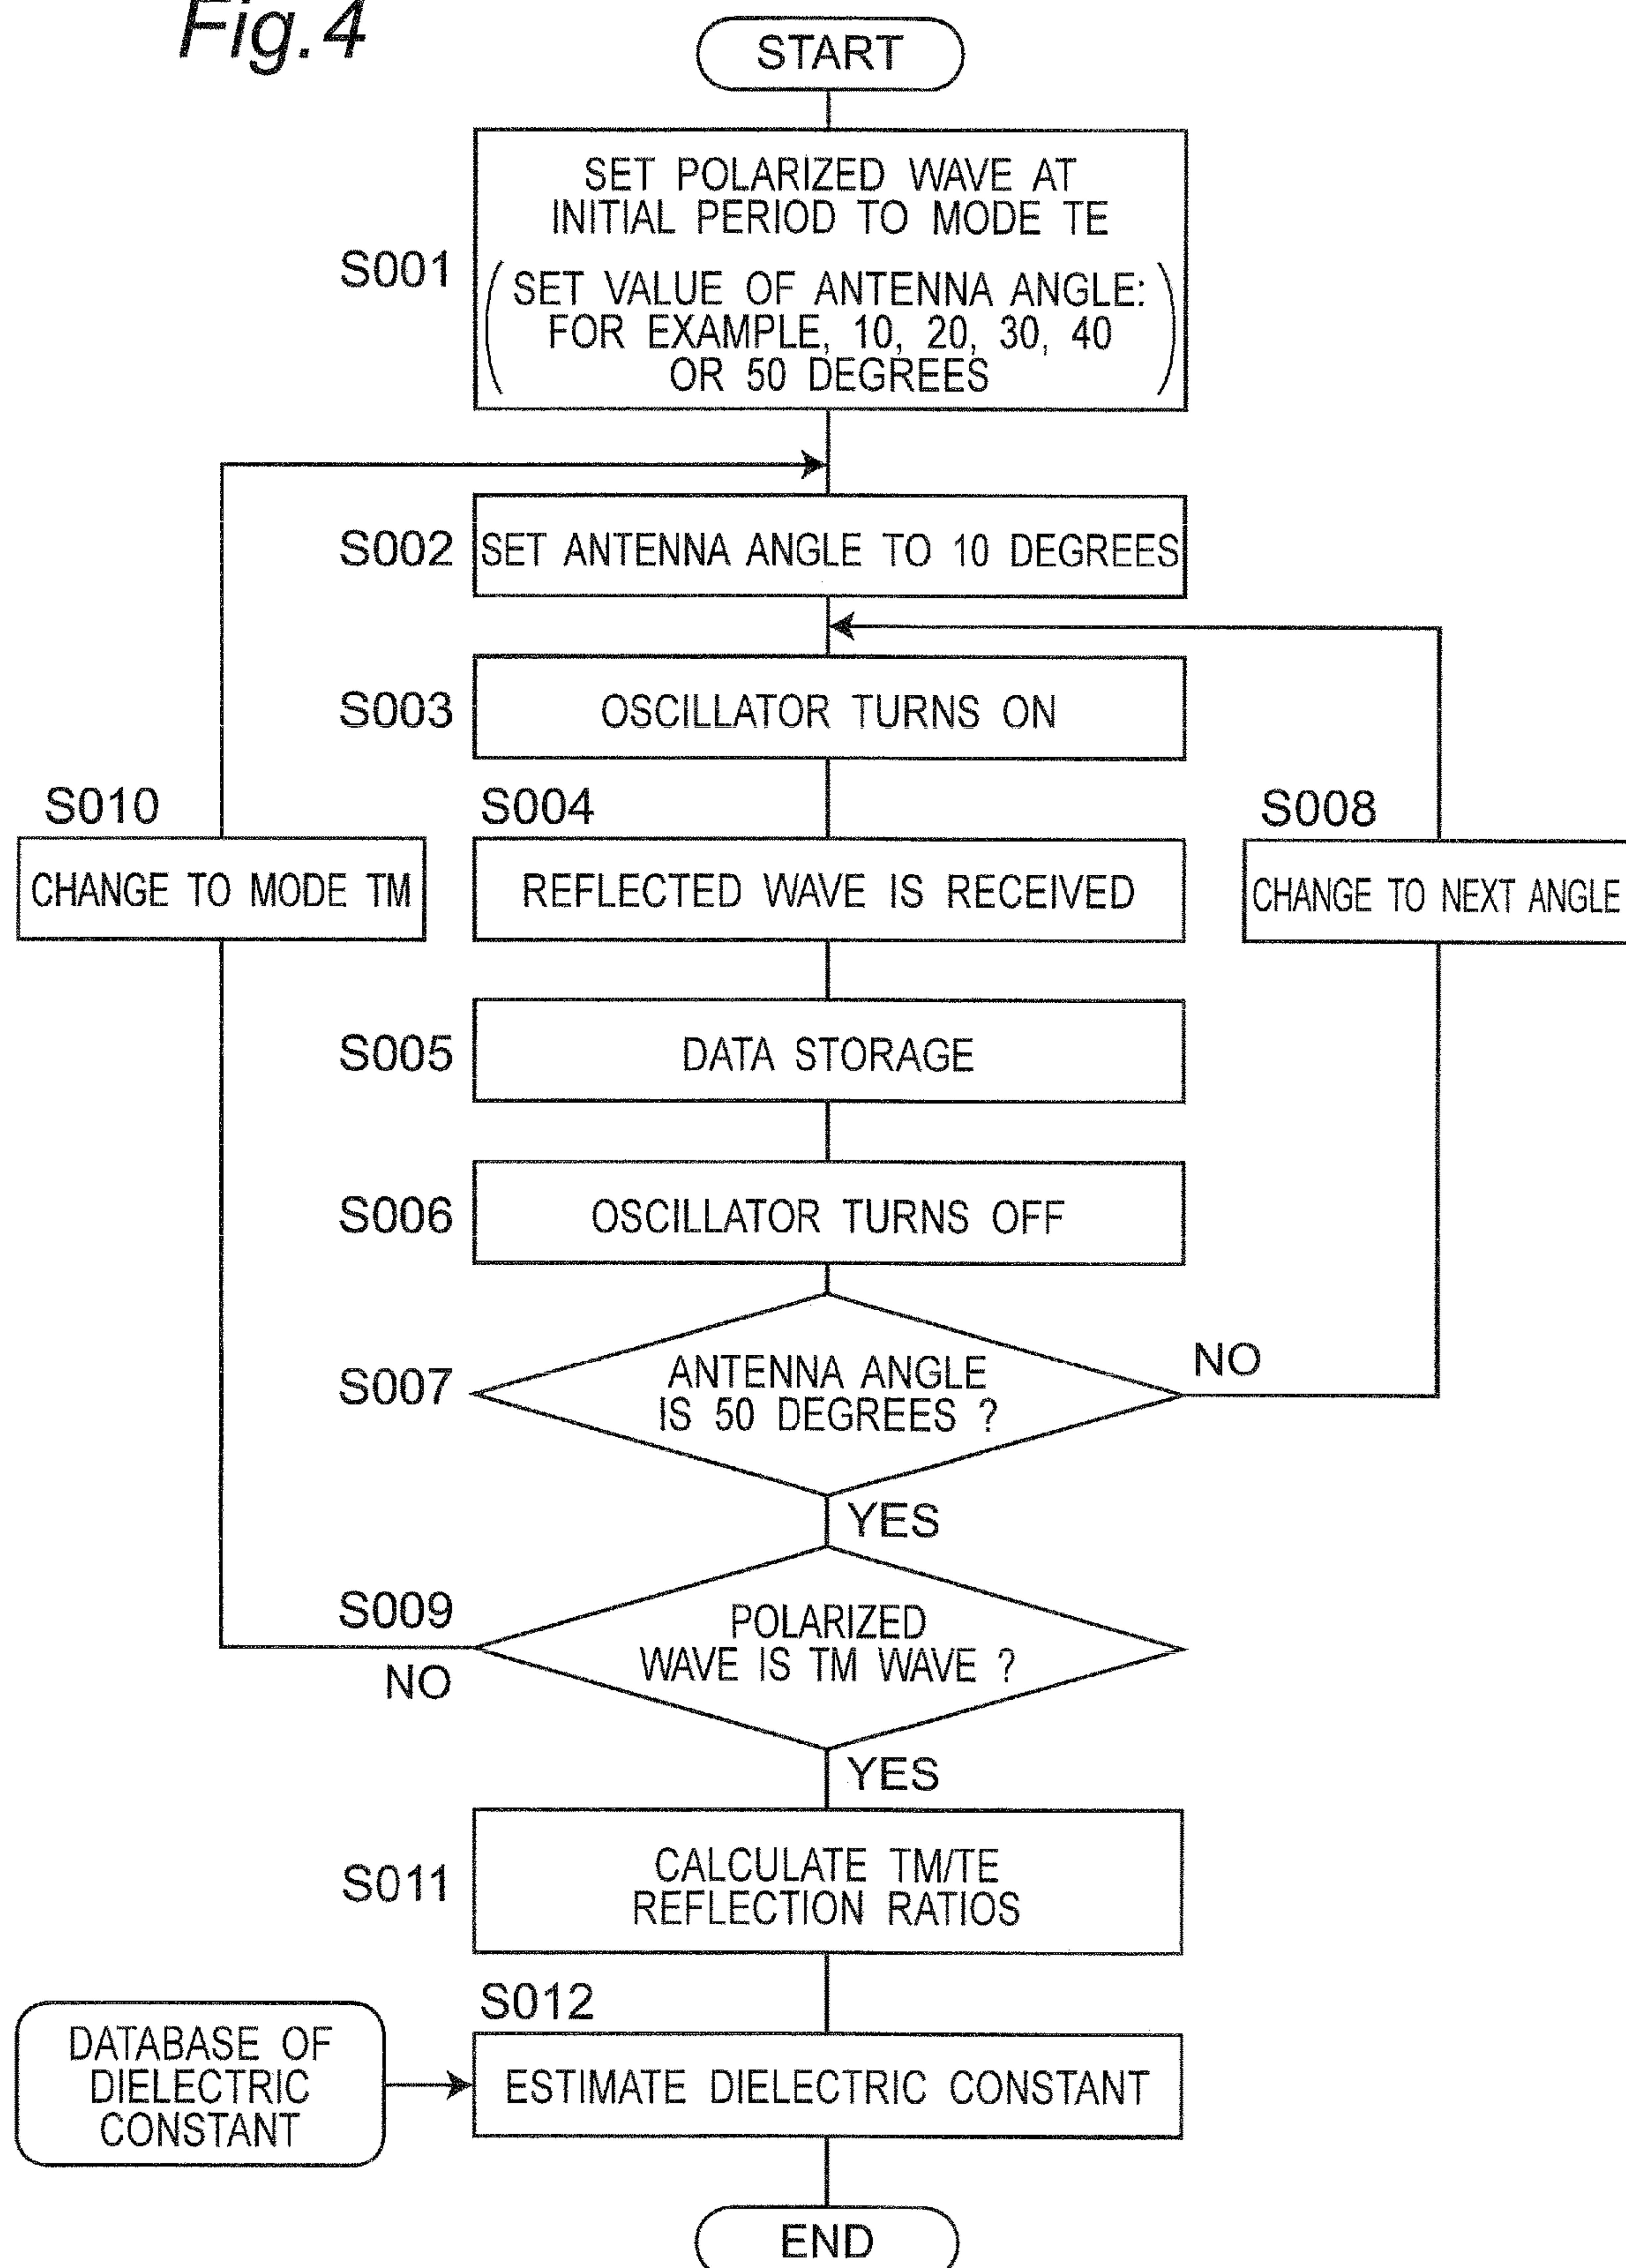 Fig.4
START
S001
SET POLARIZED WAVE AT
INITIAL PERIOD TO MODE TE
(SET VALUE OF ANTENNA ANGLE:
FOR EXAMPLE, 10, 20, 30, 40
OR 50 DEGREES)
S002
SET ANTENNA ANGLE TO 10 DEGREES
S003
OSCILLATOR TURNS ON
S010
CHANGE TO MODE TM
S004
REFLECTED WAVE IS RECEIVED
S008
CHANGE TO NEXT ANGLE
S005
DATA STORAGE
S006
OSCILLATOR TURNS OFF
S007
ANTENNA ANGLE
IS 50 DEGREES ?
NO
YES
S009
POLARIZED
WAVE IS TM WAVE ?
NO
YES
S011
CALCULATE TM/TE
REFLECTION RATIOS
S012
DATABASE OF
DIELECTRIC
CONSTANT
ESTIMATE DIELECTRIC CONSTANT
END